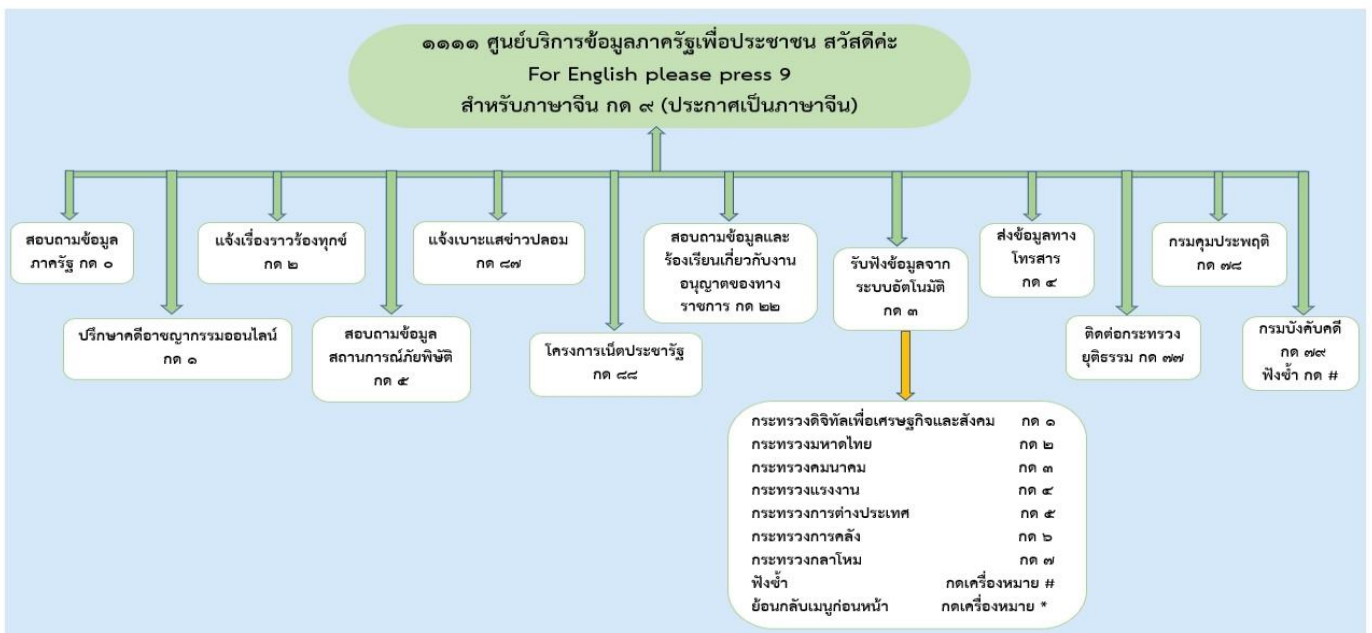 ๑๑๑๑ ศูนย์บริการข้อมูลภาครัฐเพื่อประชาชน สวัสดีค่ะ
For English please press 9
สำหรับภาษาจีน กด ๙ (ประกาศเป็นภาษาจีน)
สอบถามข้อมูล
ภาครัฐ กด ๐
ปรึกษาคดีอาชญากรรมออนไลน์
กด ๑
แจ้งเรื่องราวร้องทุกข์
กด ๒
สอบถามข้อมูล
สถานการณ์ภัยพิษัติ
กด ๕
แจ้งเบาะแสข่าวปลอม
กด ๘๗
โครงการเน็ตประชารัฐ
กด ๘๘
สอบถามข้อมูลและ
ร้องเรียนเกี่ยวกับงาน
อนุญาตของทาง
ราชการ กด ๒๒
รับฟังข้อมูลจาก
ระบบอัตโนมัติ
กด ๓
ส่งข้อมูลทาง
โทรสาร
กด ๔
ติดต่อกระทรวง
ยุติธรรม กด ๗๗
กรมคุมประพฤติ
กด ๗๘
กรมบังคับคดี
กด ๗๙
ฟังซ้ำ กด #
กระทรวงดิจิทัลเพื่อเศรษฐกิจและสังคม กด ๑
กระทรวงมหาดไทย กด ๒
กระทรวงคมนาคม กด ๓
กระทรวงแรงงาน กด ๔
กระทรวงการต่างประเทศ กด ๕
กระทรวงการคลัง กด ๖
กระทรวงกลาโหม กด ๗
ฟังซ้ำ กดเครื่องหมาย #
ย้อนกลับเมนูก่อนหน้า กดเครื่องหมาย *